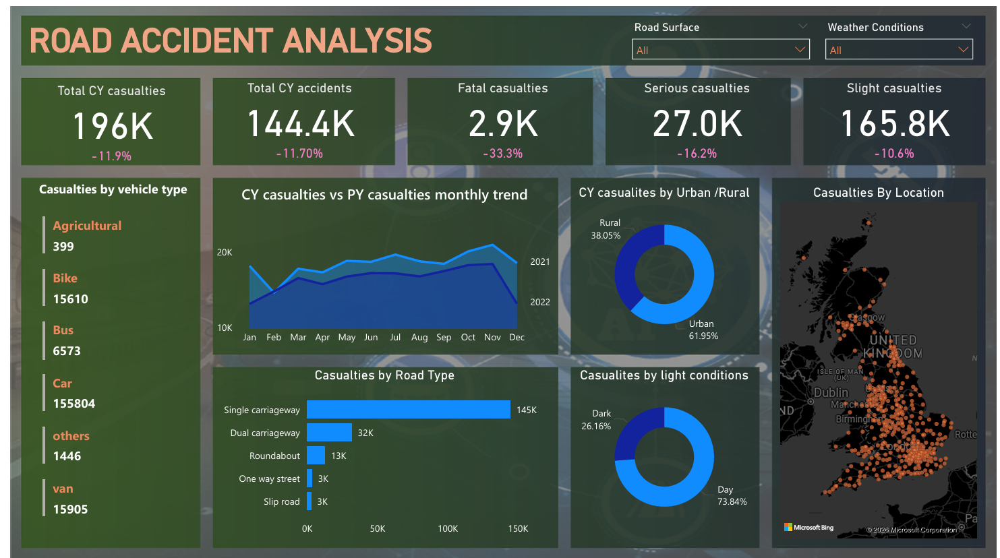 ROAD ACCIDENT ANALYSIS
Road Surface
All
Weather Conditions
All
Total CY casualties
196K
-11.9%
Total CY accidents
144.4K
-11.70%
Fatal casualties
2.9K
-33.3%
Serious casualties
27.0K
-16.2%
Slight casualties
165.8K
-10.6%
Casualties by vehicle type
Agricultural
399
Bike
15610
Bus
6573
Car
155804
others
1446
van
15905
CY casualties vs PY casualties monthly trend
20K
10K
2021
2022
Jan Feb Mar Apr May Jun Jul Aug Sep Oct Nov Dec
CY casualites by Urban /Rural
Rural
38.05%
Urban
61.95%
Casualties by Road Type
Single carriageway 145K
Dual carriageway 32K
Roundabout 13K
One way street 3K
Slip road 3K
0K 50K 100K 150K
Casualites by light conditions
Dark
26.16%
Day
73.84%
Casualties By Location
Glasgow
UNITED
KINGDOM
ISLE OF MAN
(UK)
Dublin
Manchester
Birmingham
London
ND
N
Rotte
Pa
Microsoft Bing
© 2026 Microsoft Corporation